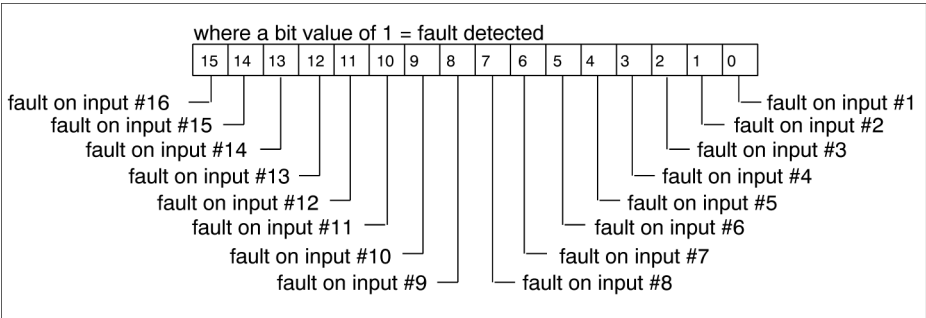 where a bit value of 1 = fault detected
15 14 13 12 11 10 9 8 7 6 5 4 3 2 1 0
fault on input #16 fault on input #1
fault on input #15 fault on input #2
fault on input #14 fault on input #3
fault on input #13 fault on input #4
fault on input #12 fault on input #5
fault on input #11 fault on input #6
fault on input #10 fault on input #7
fault on input #9 fault on input #8